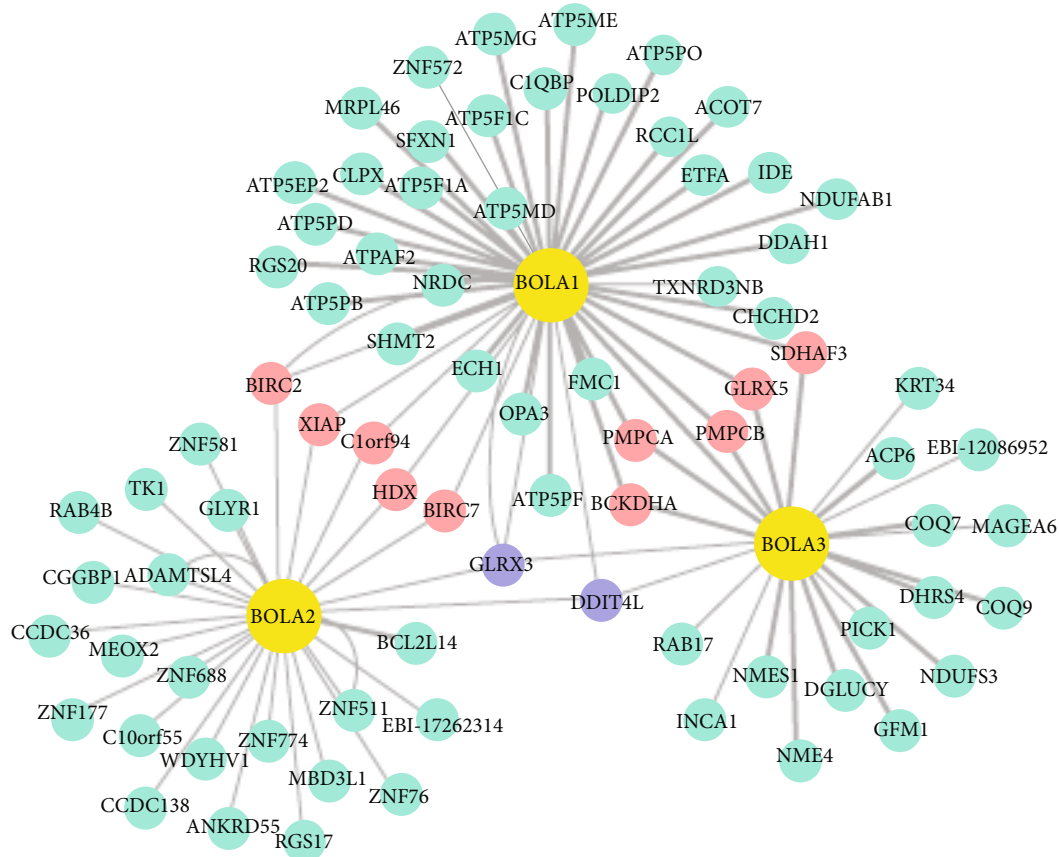 ATP5ME
ATP5MG
ATP5PO
ZNF572
C1QBP
POLDIP2
MRPL46
ACOT7
ATP5F1C
SFXN1
RCC1L
CLPX
ATP5F1A
ETFA
IDE
ATP5EP2
NDUFAB1
ATP5MD
ATP5PD
DDAH1
ATPAF2
RGS20
NRDC
BOLA1
TXNRD3NB
ATP5PB
CHCHD2
SHMT2
SDHAF3
ECH1
FMC1
BIRC2
GLRX5
KRT34
OPA3
XIAP
C1orf94
PMPCA
PMPCB
ZNF581
EBI-12086952
ACP6
TK1
HDX
ATP5PF
BCKDHA
RAB4B
GLYR1
BIRC7
COQ7
MAGEA6
BOLA3
GLRX3
CGGBP1
ADAMTSL4
DHRS4
DDIT4L
COQ9
BOLA2
PICK1
CCDC36
MEOX2
BCL2L14
RAB17
ZNF688
NMES1
DGLUCY
NDUFS3
ZNF177
ZNF511
EBI-17262314
INCA1
GFM1
C10orf55
ZNF774
WDYHV1
NME4
MBD3L1
ZNF76
CCDC138
ANKRD55
RGS17